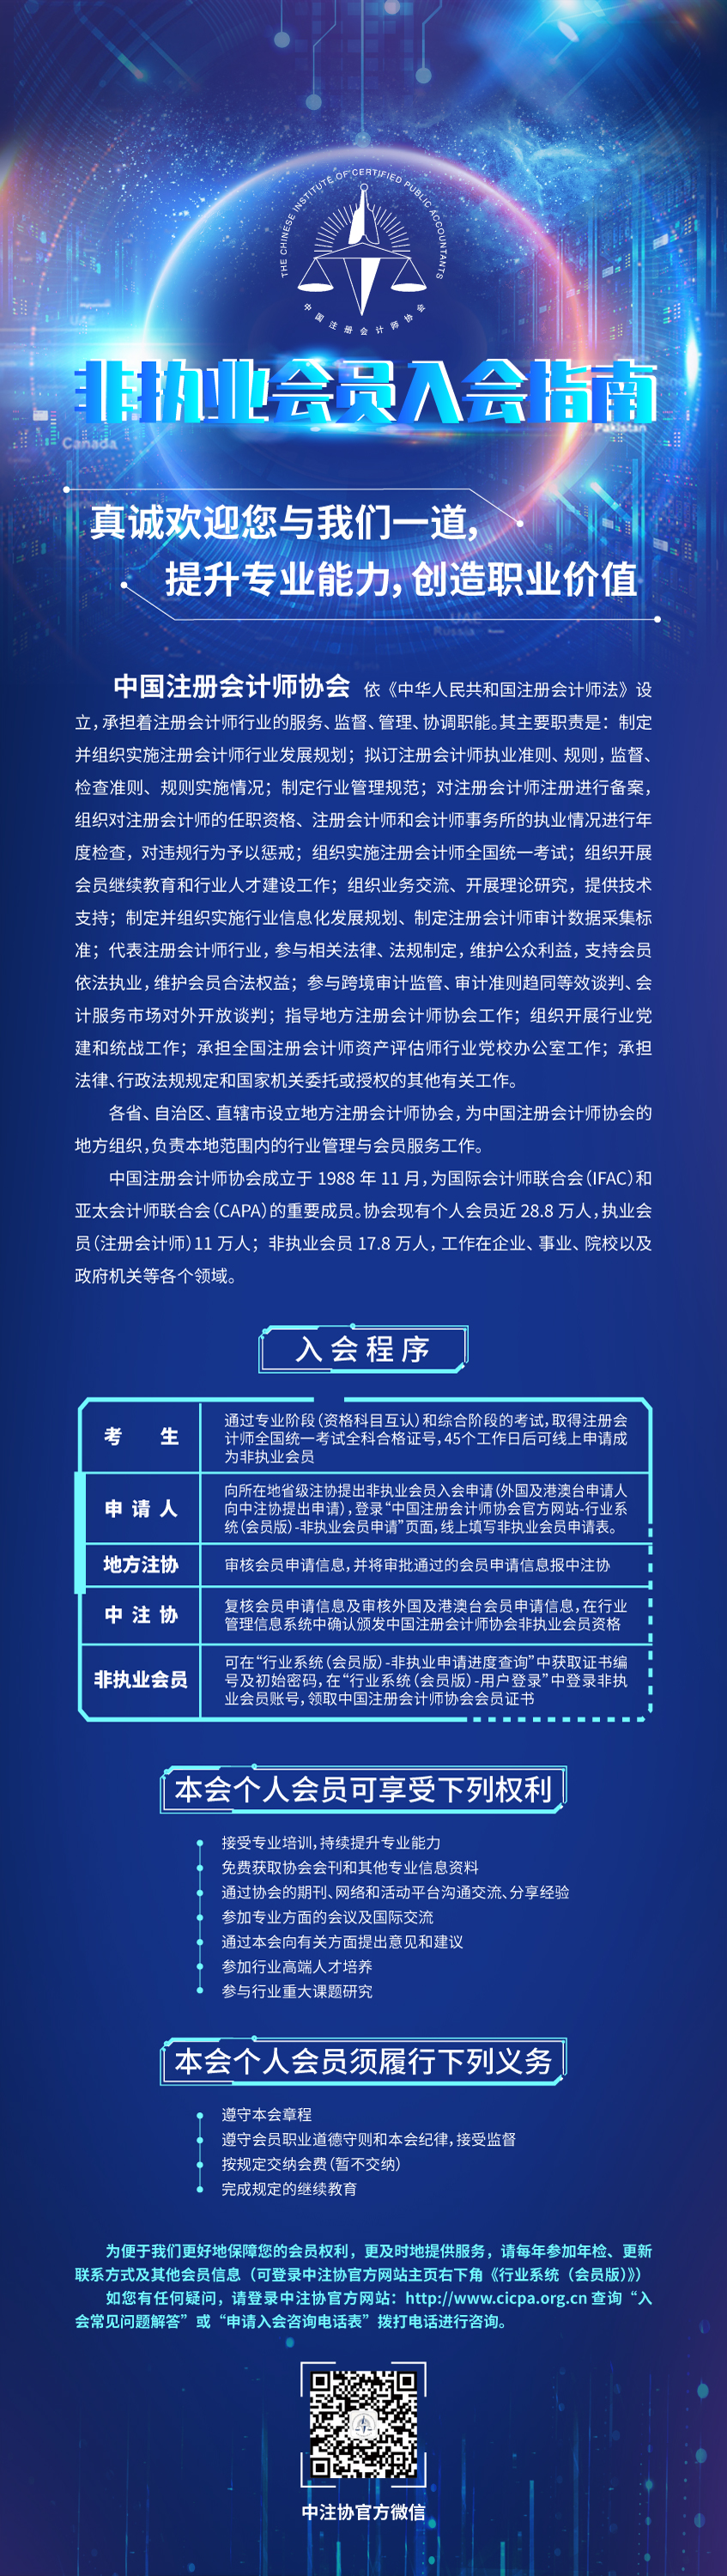 THE CHINESE INSTITUTE OF CERTIFIED PUBLIC ACCOUNTANTS
中国注册会计师协会
非执业会员入会指南
Canada
Pakistan
真诚欢迎您与我们一道,
提升专业能力,创造职业价值
UAE
Russia
中国注册会计师协会 依《中华人民共和国注册会计师法》设
立,承担着注册会计师行业的服务、监督、管理、协调职能。其主要职责是：制定
并组织实施注册会计师行业发展规划；拟订注册会计师执业准则、规则，监督、
检查准则、规则实施情况；制定行业管理规范；对注册会计师注册进行备案，
组织对注册会计师的任职资格、注册会计师和会计师事务所的执业情况进行年
度检查，对违规行为予以惩戒；组织实施注册会计师全国统一考试；组织开展
会员继续教育和行业人才建设工作；组织业务交流、开展理论研究，提供技术
支持；制定并组织实施行业信息化发展规划、制定注册会计师审计数据采集标
准；代表注册会计师行业，参与相关法律、法规制定，维护公众利益，支持会员
依法执业，维护会员合法权益；参与跨境审计监管、审计准则趋同等效谈判、会
计服务市场对外开放谈判；指导地方注册会计师协会工作；组织开展行业党
建和统战工作；承担全国注册会计师资产评估师行业党校办公室工作；承担
法律、行政法规规定和国家机关委托或授权的其他有关工作。
各省、自治区、直辖市设立地方注册会计师协会，为中国注册会计师协会的
地方组织,负责本地范围内的行业管理与会员服务工作。
中国注册会计师协会成立于 1988 年 11 月,为国际会计师联合会(IFAC)和
亚太会计师联合会(CAPA)的重要成员。协会现有个人会员近 28.8 万人,执业会
员(注册会计师)11 万人；非执业会员 17.8 万人，工作在企业、事业、院校以及
政府机关等各个领域。
入会程序
考 生
通过专业阶段(资格科目互认)和综合阶段的考试,取得注册会
计师全国统一考试全科合格证号,45个工作日后可线上申请成
为非执业会员
申 请 人
向所在地省级注协提出非执业会员入会申请(外国及港澳台申请人
向中注协提出申请),登录“中国注册会计师协会官方网站-行业系
统(会员版)-非执业会员申请”页面,线上填写非执业会员申请表。
地方注协
审核会员申请信息,并将审批通过的会员申请信息报中注协
中 注 协
复核会员申请信息及审核外国及港澳台会员申请信息,在行业
管理信息系统中确认颁发中国注册会计师协会非执业会员资格
非执业会员
可在“行业系统(会员版)-非执业申请进度查询”中获取证书编
号及初始密码,在“行业系统(会员版)-用户登录”中登录非执
业会员账号,领取中国注册会计师协会会员证书
本会个人会员可享受下列权利
接受专业培训,持续提升专业能力
免费获取协会会刊和其他专业信息资料
通过协会的期刊、网络和活动平台沟通交流、分享经验
参加专业方面的会议及国际交流
通过本会向有关方面提出意见和建议
参加行业高端人才培养
参与行业重大课题研究
本会个人会员须履行下列义务
遵守本会章程
遵守会员职业道德守则和本会纪律,接受监督
按规定交纳会费(暂不交纳)
完成规定的继续教育
为便于我们更好地保障您的会员权利，更及时地提供服务，请每年参加年检、更新
联系方式及其他会员信息（可登录中注协官方网站主页右下角《行业系统（会员版）》）
如您有任何疑问，请登录中注协官方网站：http://www.cicpa.org.cn 查询“入
会常见问题解答”或“申请入会咨询电话表”拨打电话进行咨询。
中注协官方微信